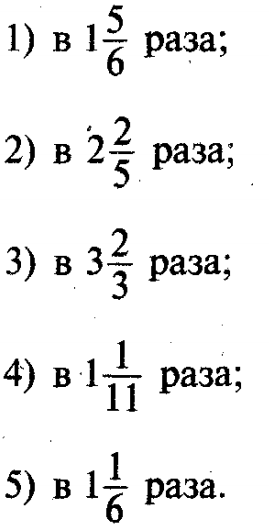 1) в 1 5/6 раза;
2) в 2 2/5 раза;
3) в 3 2/3 раза;
4) в 1 1/11 раза;
5) в 1 1/6 раза.